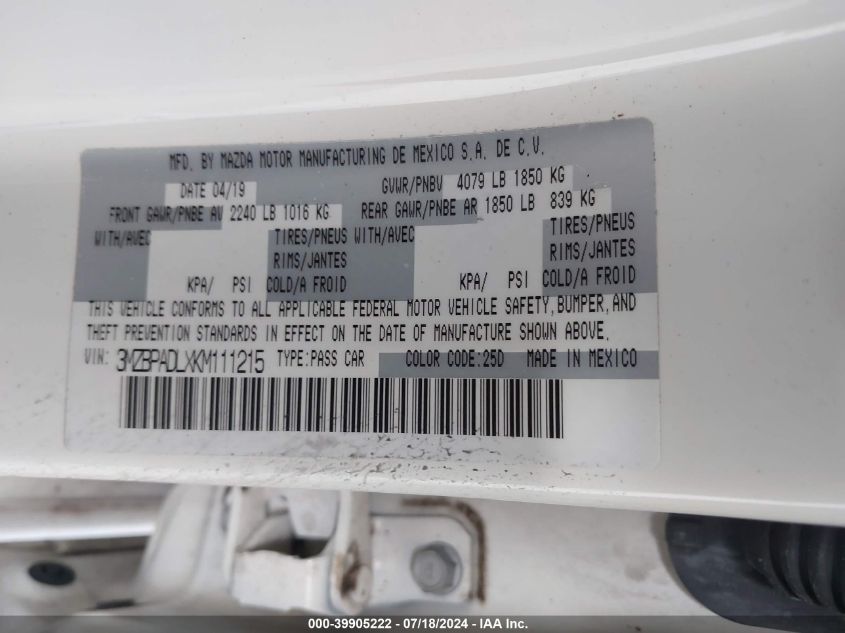 MFD. BY MAZDA MOTOR MANUFACTURING DE MEXICO S.A. DE C.V.
DATE 04/19 GVWR/PNBV 4079 LB 1850 KG
FRONT GAWR/PNBE AV 2240 LB 1016 KG REAR GAWR/PNBE AR 1850 LB 839 KG
WITH/AVEC TIRES/PNEUS WITH/AVEC TIRES/PNEUS
RIMS/JANTES RIMS/JANTES
KPA/ PSI COLD/A FROID KPA/ PSI COLD/A FROID
THIS VEHICLE CONFORMS TO ALL APPLICABLE FEDERAL MOTOR VEHICLE SAFETY,BUMPER,AND
THEFT PREVENTION STANDARDS IN EFFECT ON THE DATE OF MANUFACTURE SHOWN ABOVE.
VIN: 3MZBPADLXKM111215 TYPE:PASS CAR COLOR CODE:25D MADE IN MEXICO
000-39905222 - 07/18/2024 - IAA Inc.